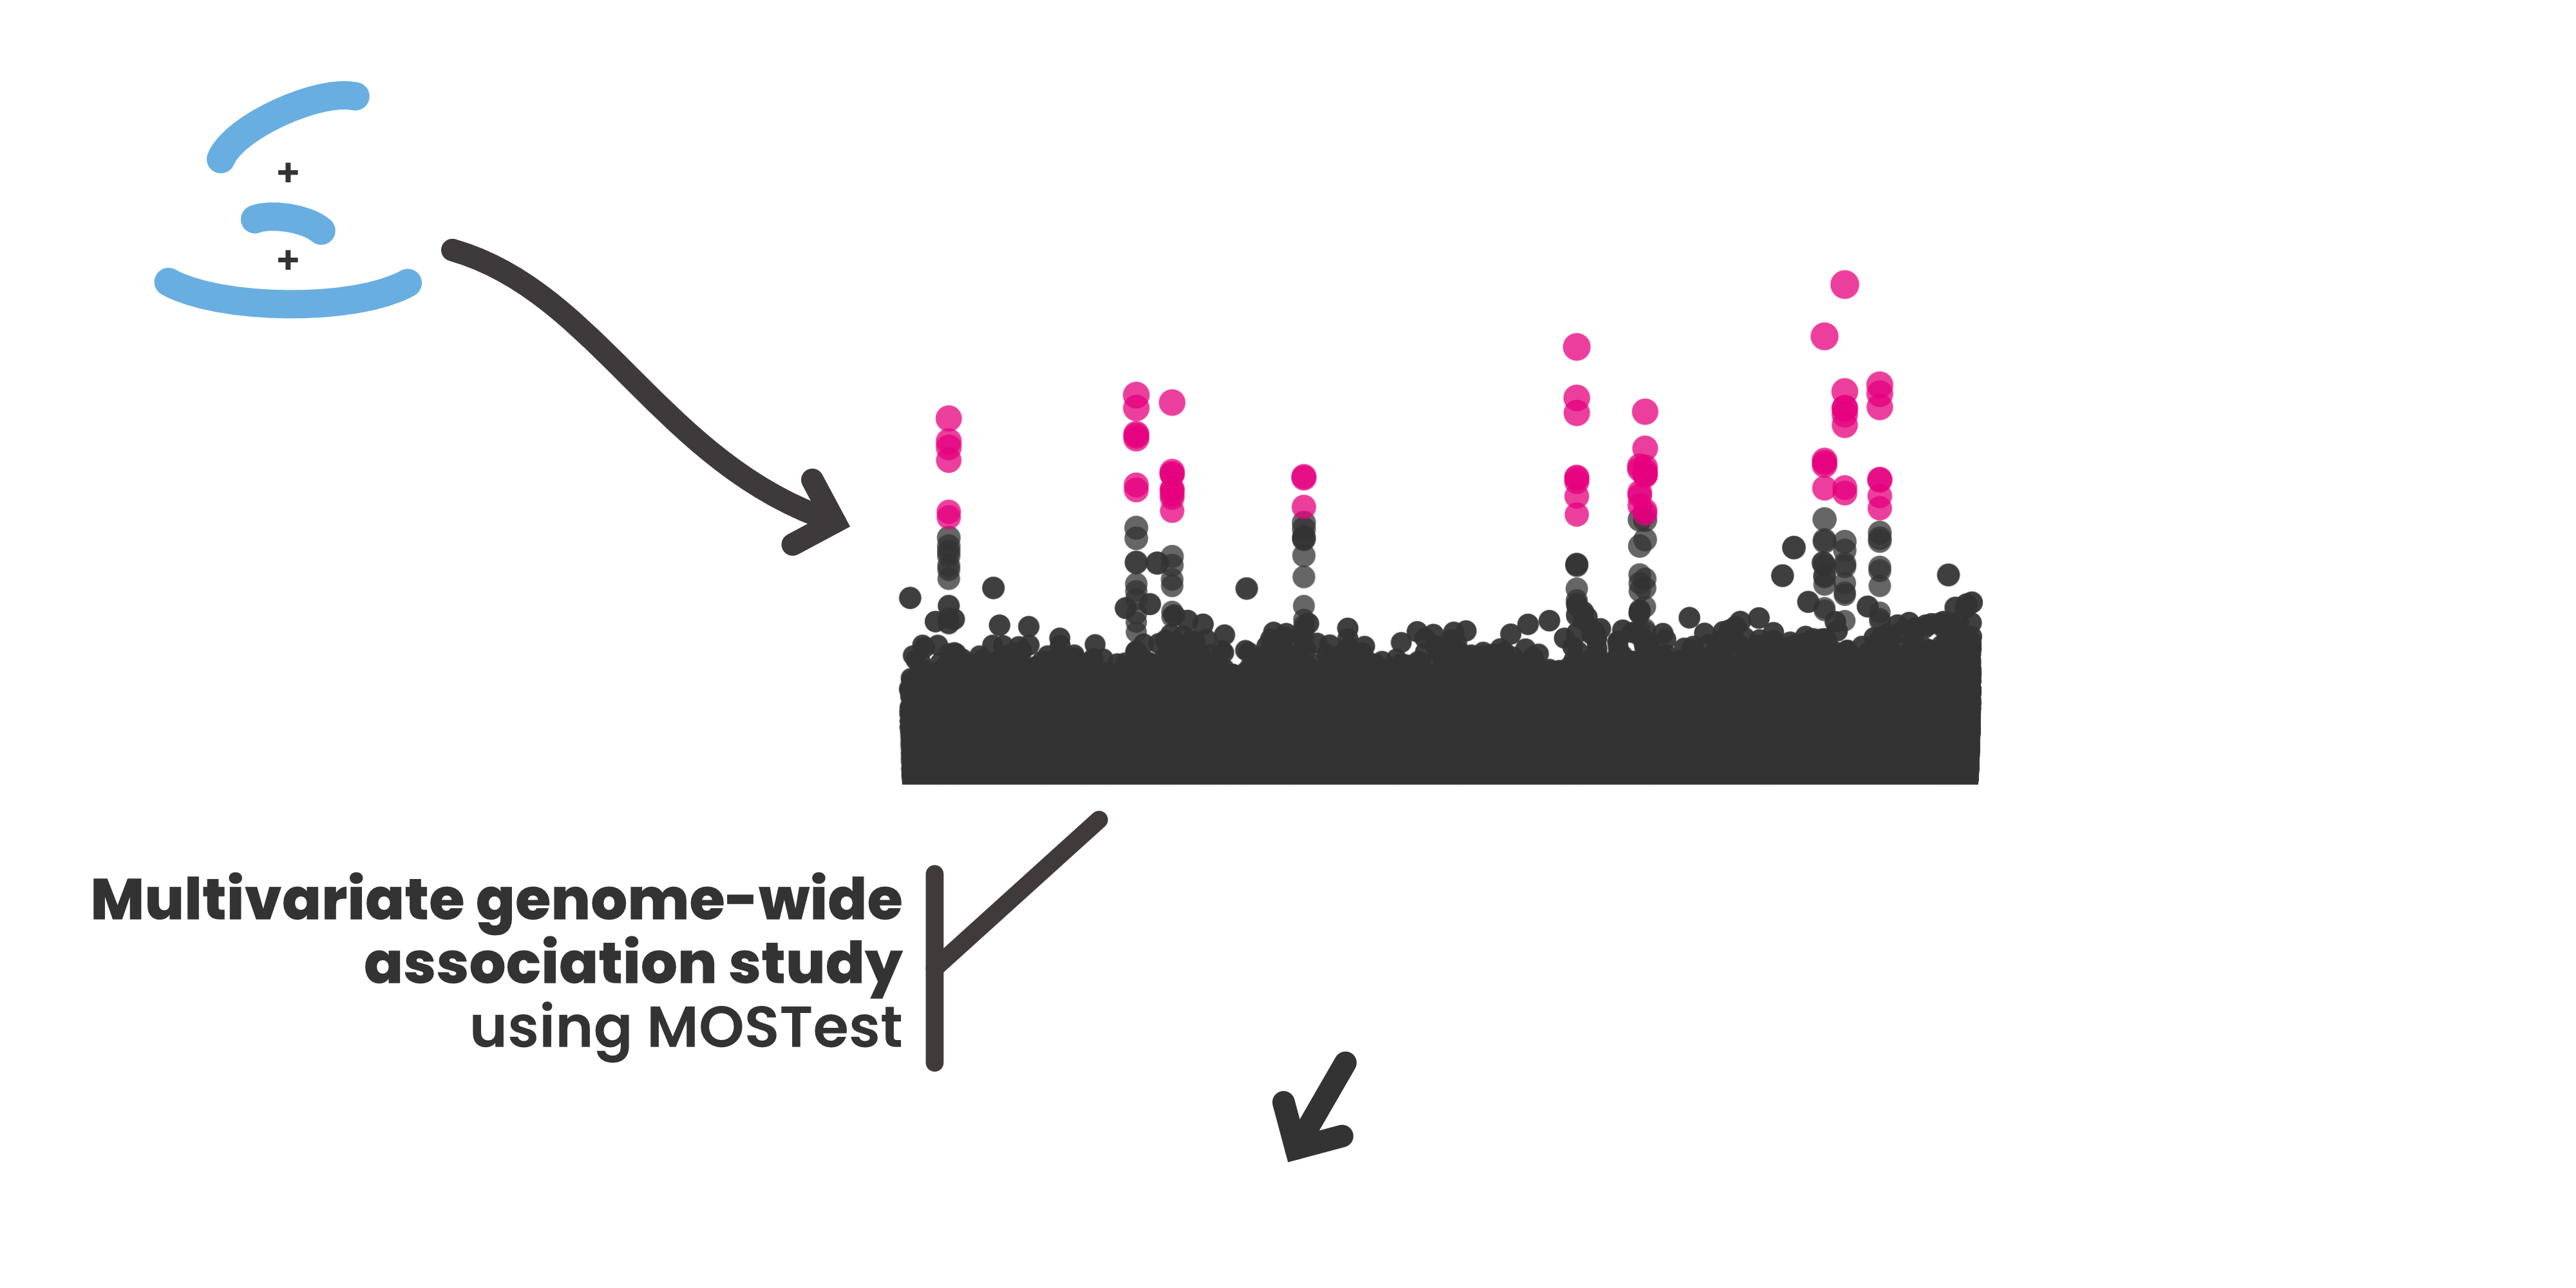 +
+
Multivariate genome-wide
association study
using MOSTest